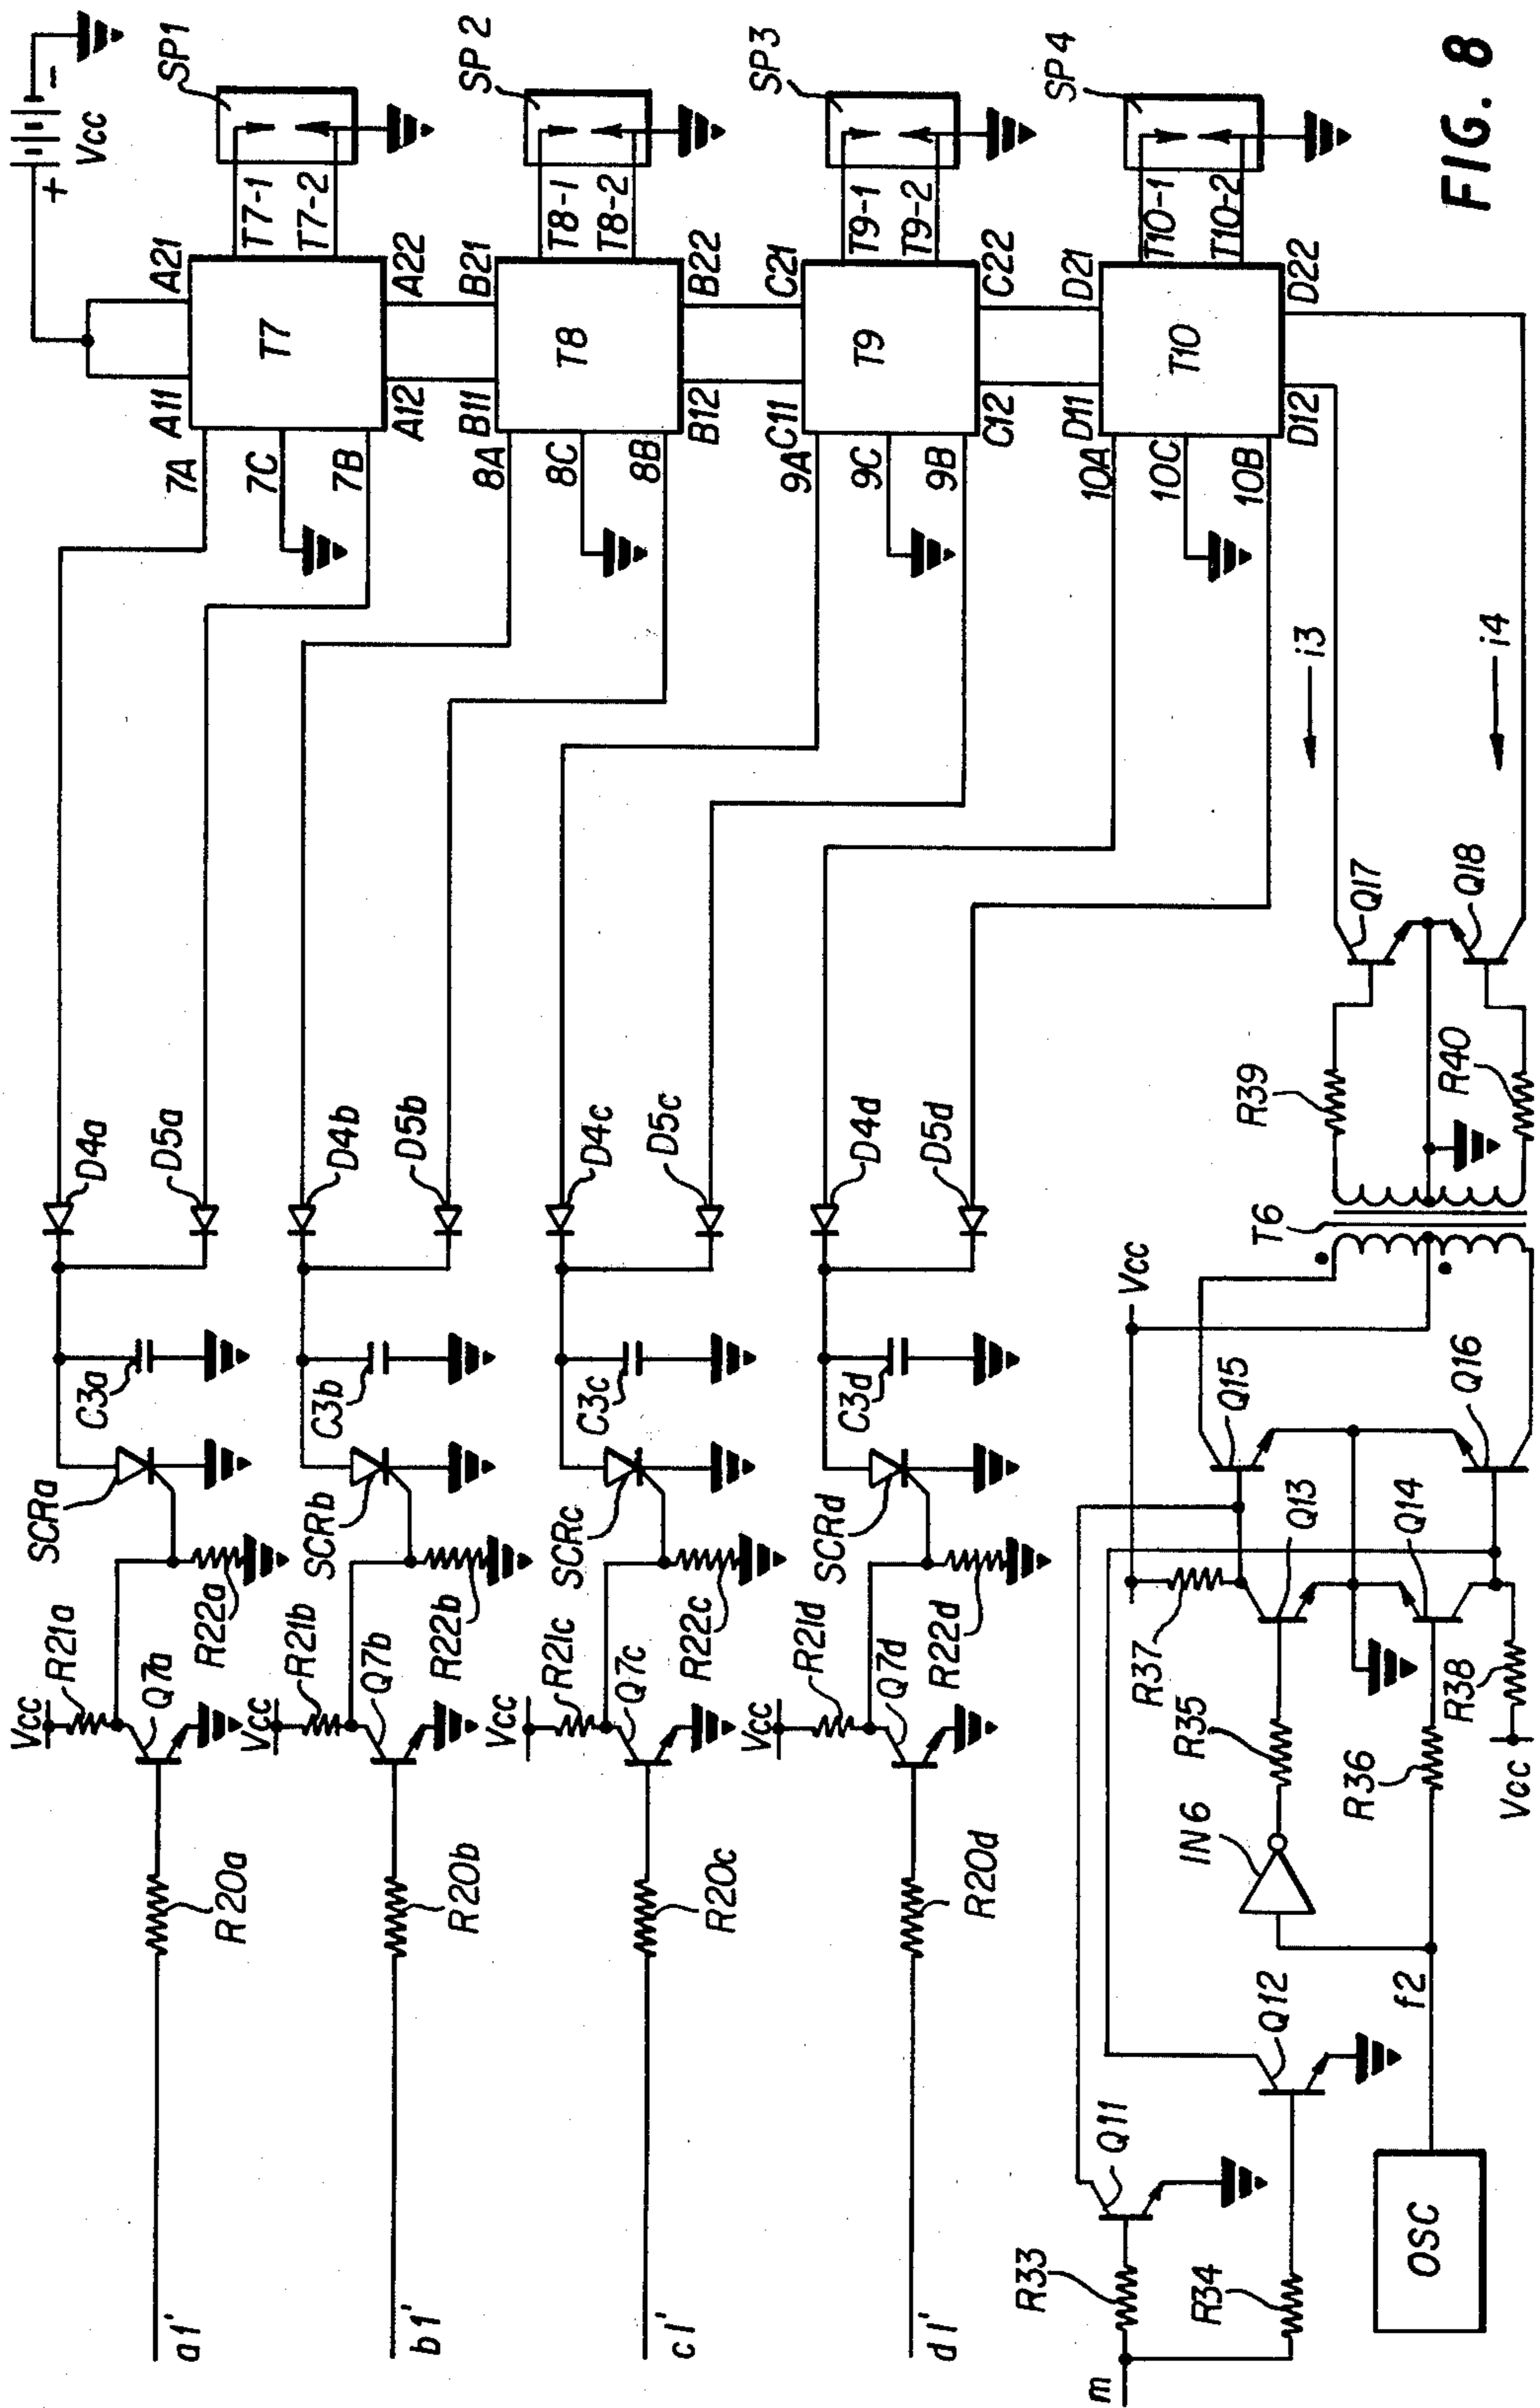 +
-
Vcc
SP1
A11
A21
T7
7A
7C
7B
T7-1
T7-2
A12
A22
SP 2
B11
B21
T8
8A
8C
8B
T8-1
T8-2
B12
B22
SP3
C11
C21
T9
9A
9C
9B
T9-1
T9-2
C12
C22
SP4
D11
D21
T10
10A
10C
10B
T10-1
T10-2
D12
D22
i3
i4
FIG. 8
D4a
D5a
C3a
SCRa
R22a
R21a
Vcc
Q7a
R20a
a1'
D4b
D5b
C3b
SCRb
R22b
R21b
Vcc
Q7b
R20b
b1'
D4c
D5c
C3c
SCRc
R22c
R21c
Vcc
Q7c
R20c
c1'
D4d
D5d
C3d
SCRd
R22d
R21d
Vcc
Q7d
R20d
d1'
Q17
Q18
R39
R40
T6
Vcc
Q15
Q16
Q13
Q14
R37
R38
Vcc
R35
R36
IN6
f2
Q12
Q11
R33
R34
m
OSC